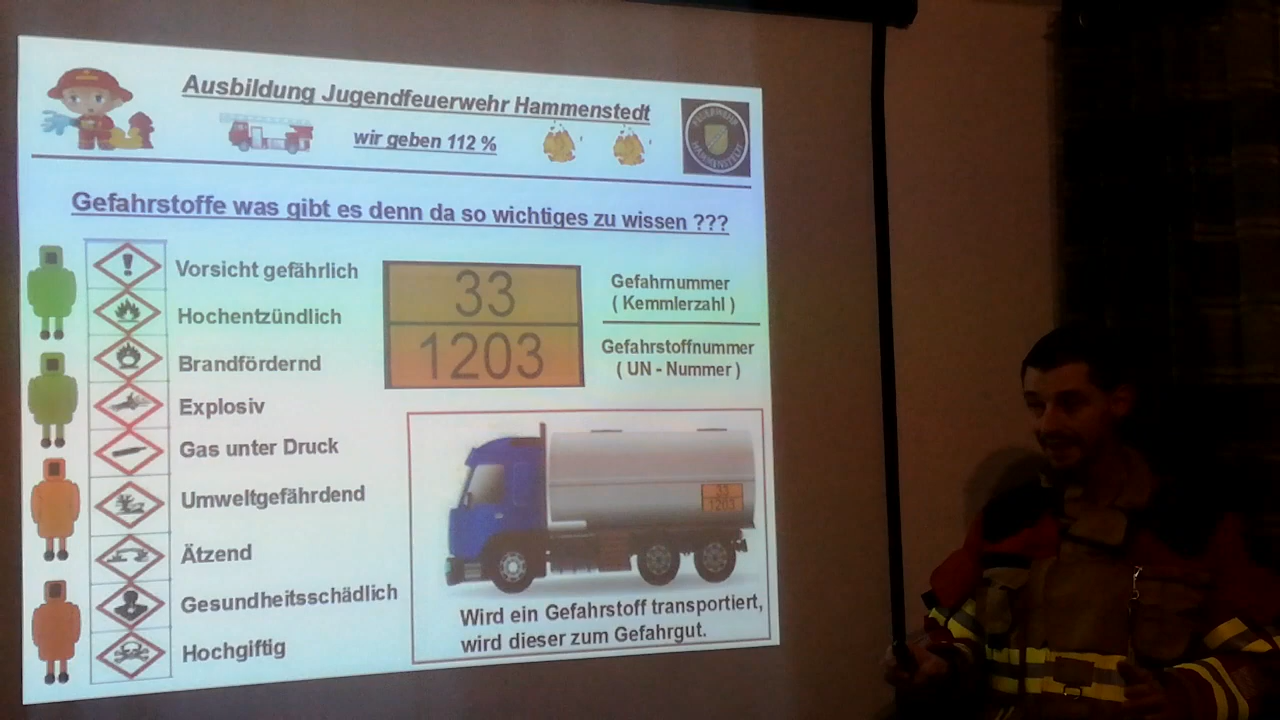 Ausbildung Jugendfeuerwehr Hammenstedt
wir geben 112 %
FEUERWEHR
HAMMENSTEDT
Gefahrstoffe was gibt es denn da so wichtiges zu wissen ???
Vorsicht gefährlich
Hochentzündlich
Brandfördernd
Explosiv
Gas unter Druck
Umweltgefährdend
Ätzend
Gesundheitsschädlich
Hochgiftig
33
1203
Gefahrnummer
( Kemmlerzahl )
Gefahrstoffnummer
( UN - Nummer )
33
1203
Wird ein Gefahrstoff transportiert,
wird dieser zum Gefahrgut.